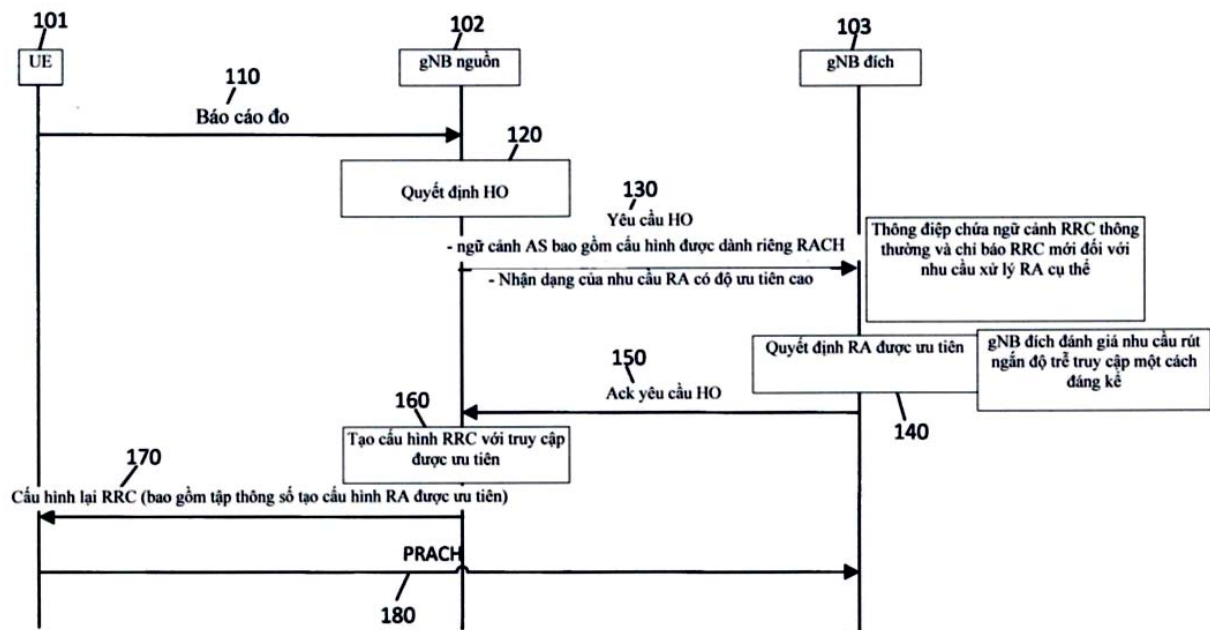 101
102
103
UE
gNB nguồn
gNB đích
110
Báo cáo đo
120
Quyết định HO
130
Yêu cầu HO
- ngữ cảnh AS bao gồm cấu hình được dành riêng RACH
- Nhận dạng của nhu cầu RA có độ ưu tiên cao
Thông điệp chứa ngữ cảnh RRC thông
thường và chỉ báo RRC mới đối với
nhu cầu xử lý RA cụ thể
Quyết định RA được ưu tiên
gNB đích đánh giá nhu cầu rút
ngắn độ trễ truy cập một cách
đáng kể
140
150
Ack yêu cầu HO
160
Tạo cấu hình RRC với truy cập
được ưu tiên
170
Cấu hình lại RRC (bao gồm tập thông số tạo cấu hình RA được ưu tiên)
PRACH
180